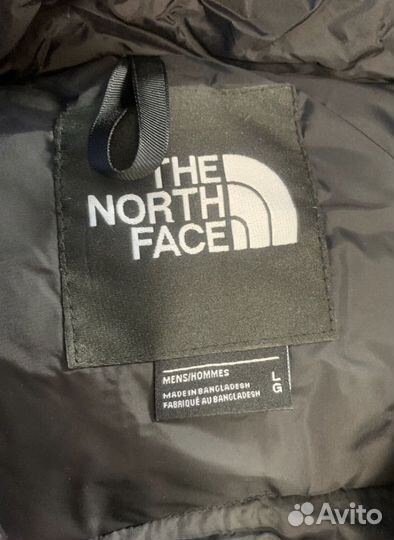 THE
NORTH
FACE
MENS/HOMMES
MADE IN BANGLADESH
FABRIQUÉ AU BANGLADESH
L
G
Avito